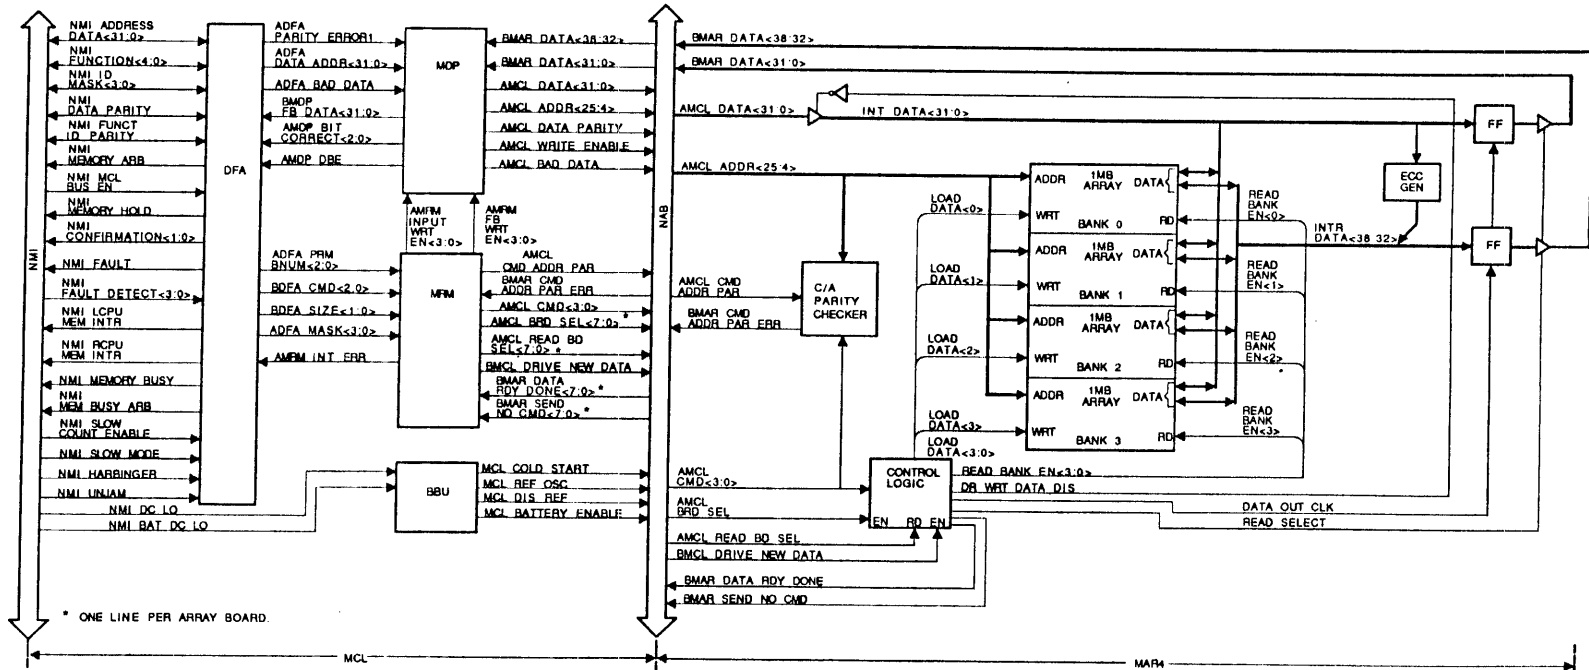 NMI ADDRESS
DATA<31:0>
NMI
FUNCTION<4:0>
NMI ID
MASK<3:0>
NMI
DATA PARITY
NMI FUNCT
ID PARITY
NMI
MEMORY ARB
NMI MCL
BUS EN
NMI
MEMORY HOLD
NMI
CONFIRMATION<1:0>
NMI FAULT
NMI
FAULT DETECT<3:0>
NMI LCPU
MEM INTR
NMI RCPU
MEM INTR
NMI MEMORY BUSY
NMI
MEM BUSY ARB
NMI SLOW
COUNT ENABLE
NMI SLOW MODE
NMI HARBINGER
NMI UNJAM
NMI DC LO
NMI BAT DC LO
NMI
DFA
ADFA
PARITY ERROR1
ADFA
DATA ADDR<31:0>
ADFA BAD DATA
BMDP
FB DATA<31:0>
AMDP BIT
CORRECT<2:0>
AMDP DBE
ADFA PRM
BNUM<2:0>
BDFA CMD<2:0>
BDFA SIZE<1:0>
ADFA MASK<3:0>
AMRM INT ERR
MDP
AMRM
INPUT
WRT
EN<3:0>
AMRM
FB
WRT
EN<3:0>
MRM
BBU
BMAR DATA<38:32>
BMAR DATA<31:0>
AMCL DATA<31:0>
AMCL ADDR<25:4>
AMCL DATA PARITY
AMCL WRITE ENABLE
AMCL BAD DATA
AMCL
CMD ADDR PAR
BMAR CMD
ADDR PAR ERR
AMCL CMD<3:0>
AMCL BRD SEL<7:0> *
AMCL READ BD
SEL<7:0> *
BMCL DRIVE NEW DATA
BMAR DATA
RDY DONE<7:0> *
BMAR SEND
NO CMD<7:0> *
MCL COLD START
MCL REF OSC
MCL DIS REF
MCL BATTERY ENABLE
NAB
BMAR DATA<38:32>
BMAR DATA<31:0>
AMCL DATA<31:0>
INT DATA<31:0>
AMCL ADDR<25:4>
AMCL CMD
ADDR PAR
BMAR CMD
ADDR PAR ERR
C/A
PARITY
CHECKER
LOAD
DATA<0>
LOAD
DATA<1>
LOAD
DATA<2>
LOAD
DATA<3>
LOAD
DATA<3:0>
ADDR
1MB
ARRAY
DATA
WRT
BANK 0
RD
ADDR
1MB
ARRAY
DATA
WRT
BANK 1
RD
ADDR
1MB
ARRAY
DATA
WRT
BANK 2
RD
ADDR
1MB
ARRAY
DATA
WRT
BANK 3
RD
READ
BANK
EN<0>
READ
BANK
EN<1>
READ
BANK
EN<2>
READ
BANK
EN<3>
INTR
DATA<38:32>
ECC
GEN
FF
FF
AMCL
CMD<3:0>
AMCL
BRD SEL
AMCL READ BD SEL
BMCL DRIVE NEW DATA
BMAR DATA RDY DONE
BMAR SEND NO CMD
CONTROL
LOGIC
EN
RD EN
READ BANK EN<3:0>
DR WRT DATA DIS
DATA OUT CLK
READ SELECT
* ONE LINE PER ARRAY BOARD.
MCL
MAR4